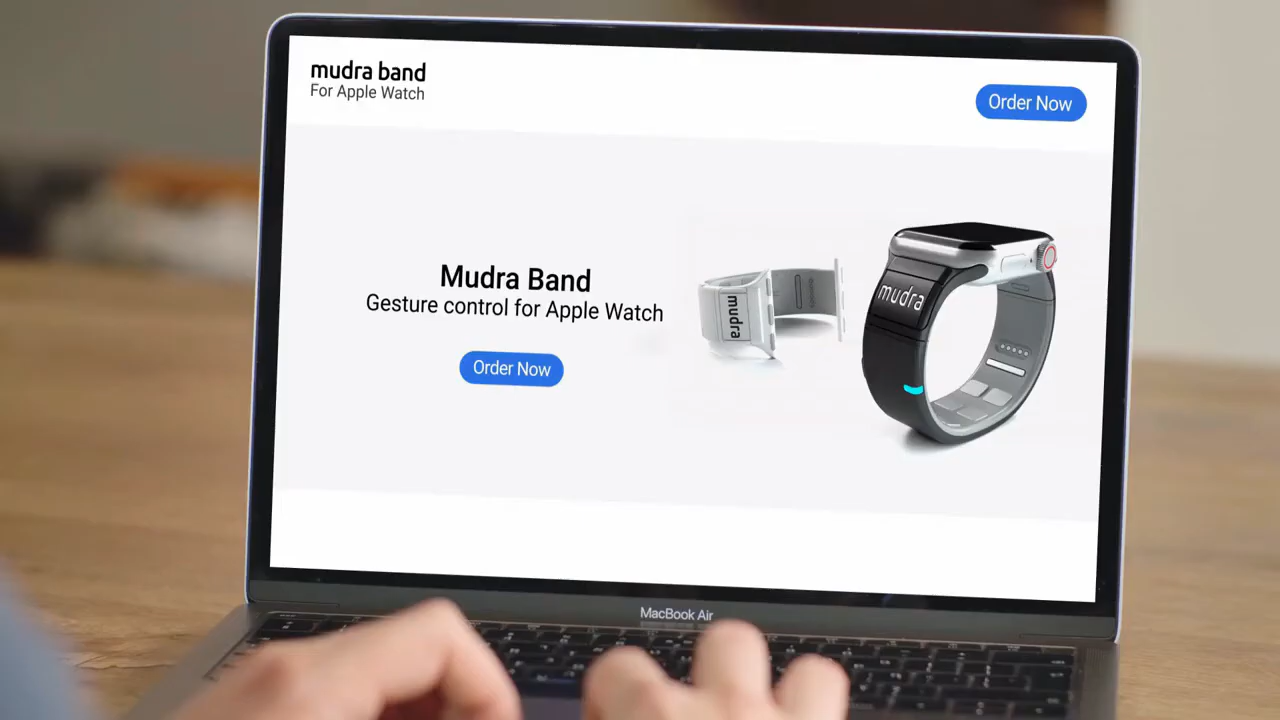 mudra band
For Apple Watch
Order Now
Mudra Band
Gesture control for Apple Watch
Order Now
mudra
mudra
MacBook Air